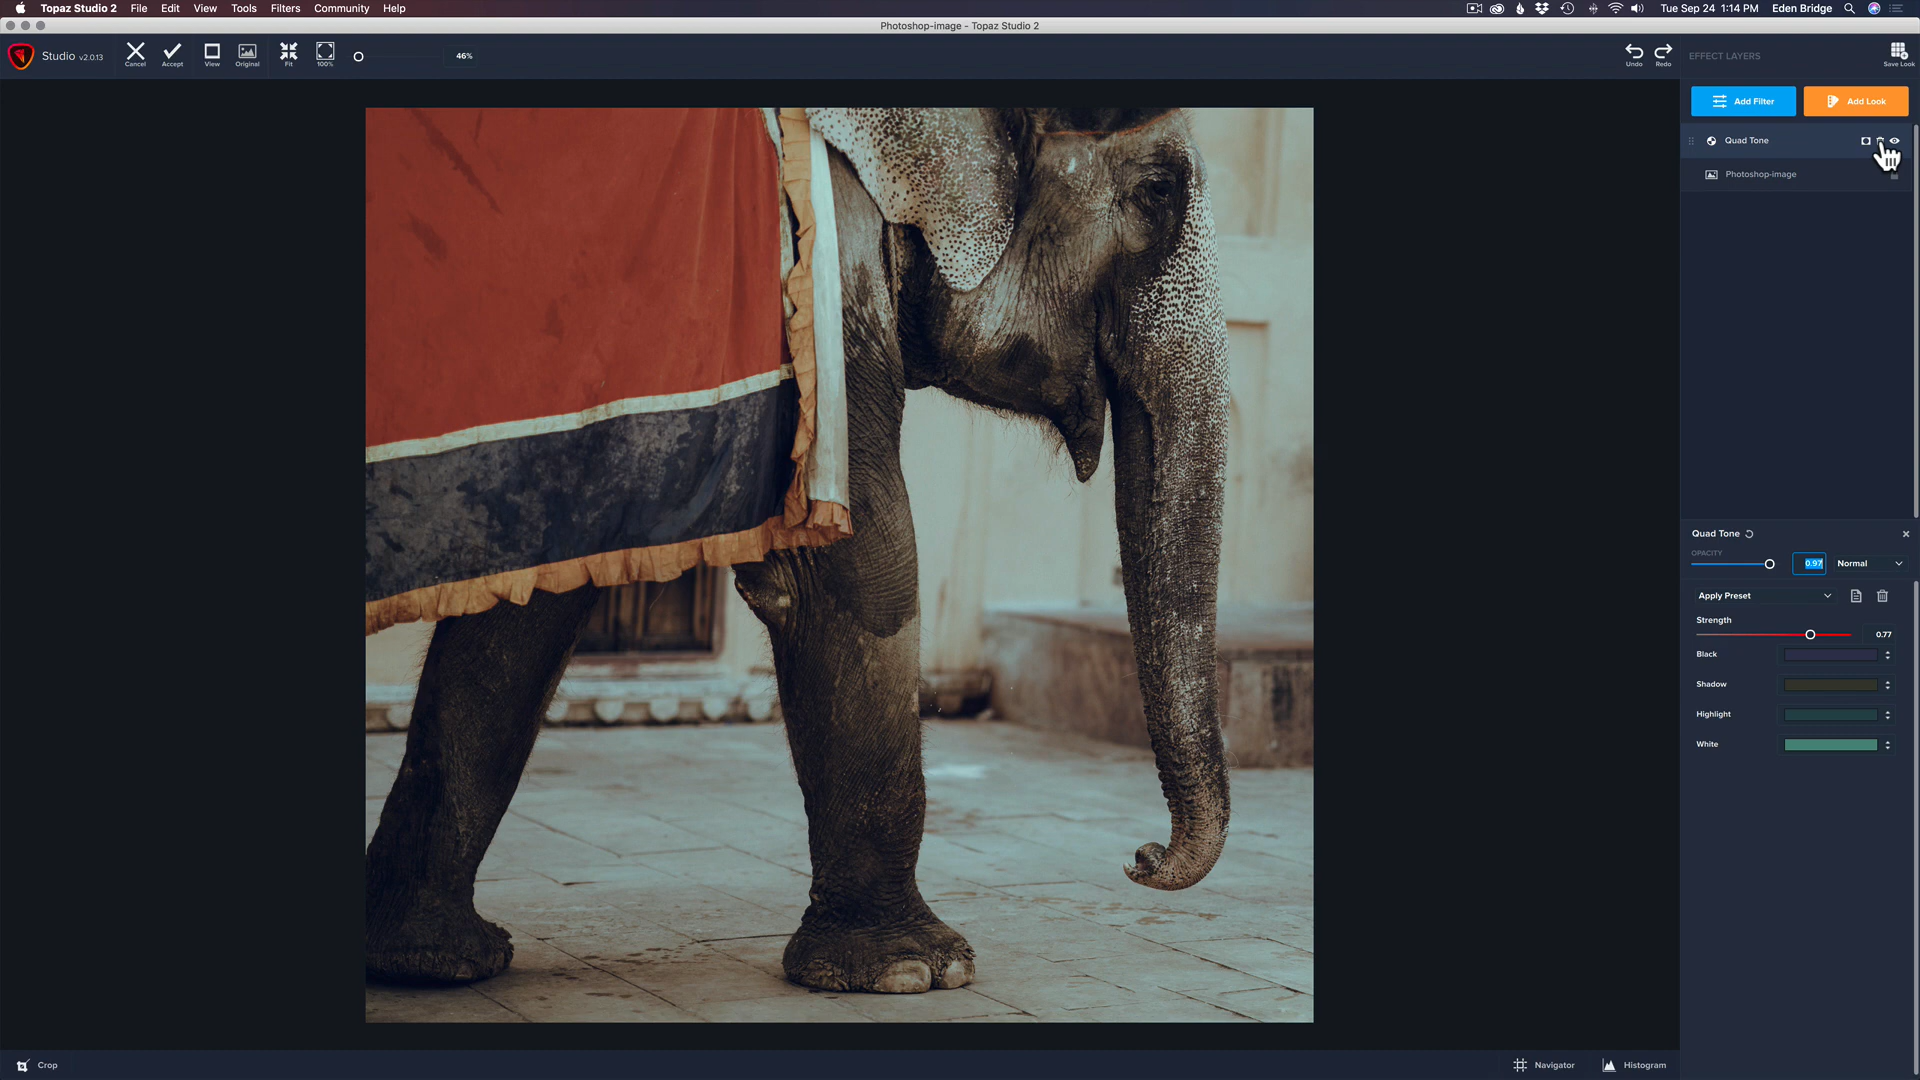 Topaz Studio 2 File Edit View Tools Filters Community Help Tue Sep 24 1:14 PM Eden Bridge
Photoshop-image - Topaz Studio 2
Studio v2.0.13 Cancel Accept View Original Fit 100% 46% Undo Redo EFFECT LAYERS Save Look
Add Filter Add Look
Quad Tone
Photoshop-image
Quad Tone
OPACITY
0.97 Normal
Apply Preset
Strength
0.77
Black
Shadow
Highlight
White
Crop Navigator Histogram